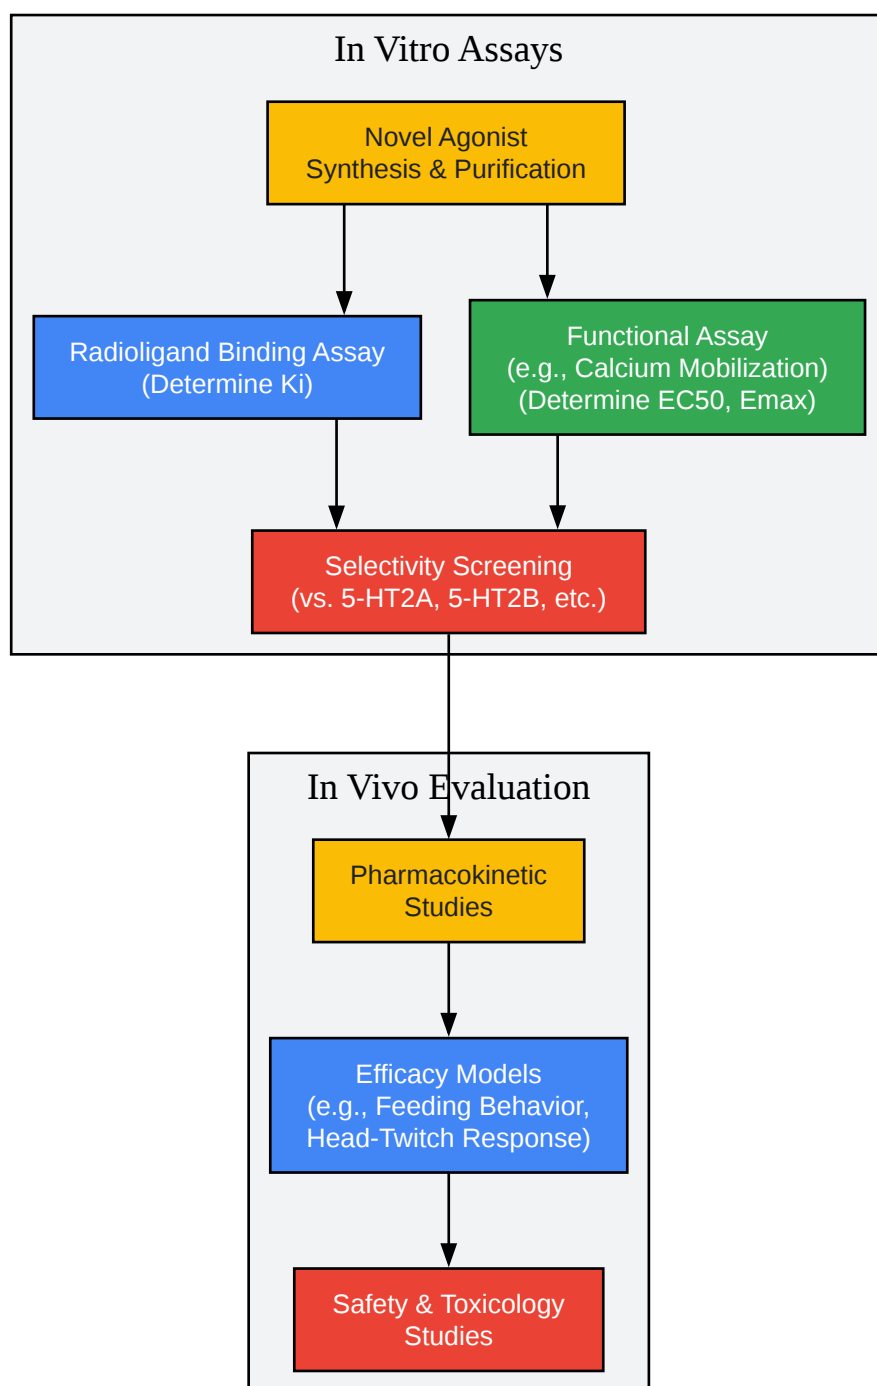 In Vitro Assays
Novel Agonist
Synthesis & Purification
Radioligand Binding Assay
(Determine Ki)
Functional Assay
(e.g., Calcium Mobilization)
(Determine EC50, Emax)
Selectivity Screening
(vs. 5-HT2A, 5-HT2B, etc.)
In Vivo Evaluation
Pharmacokinetic
Studies
Efficacy Models
(e.g., Feeding Behavior,
Head-Twitch Response)
Safety & Toxicology
Studies